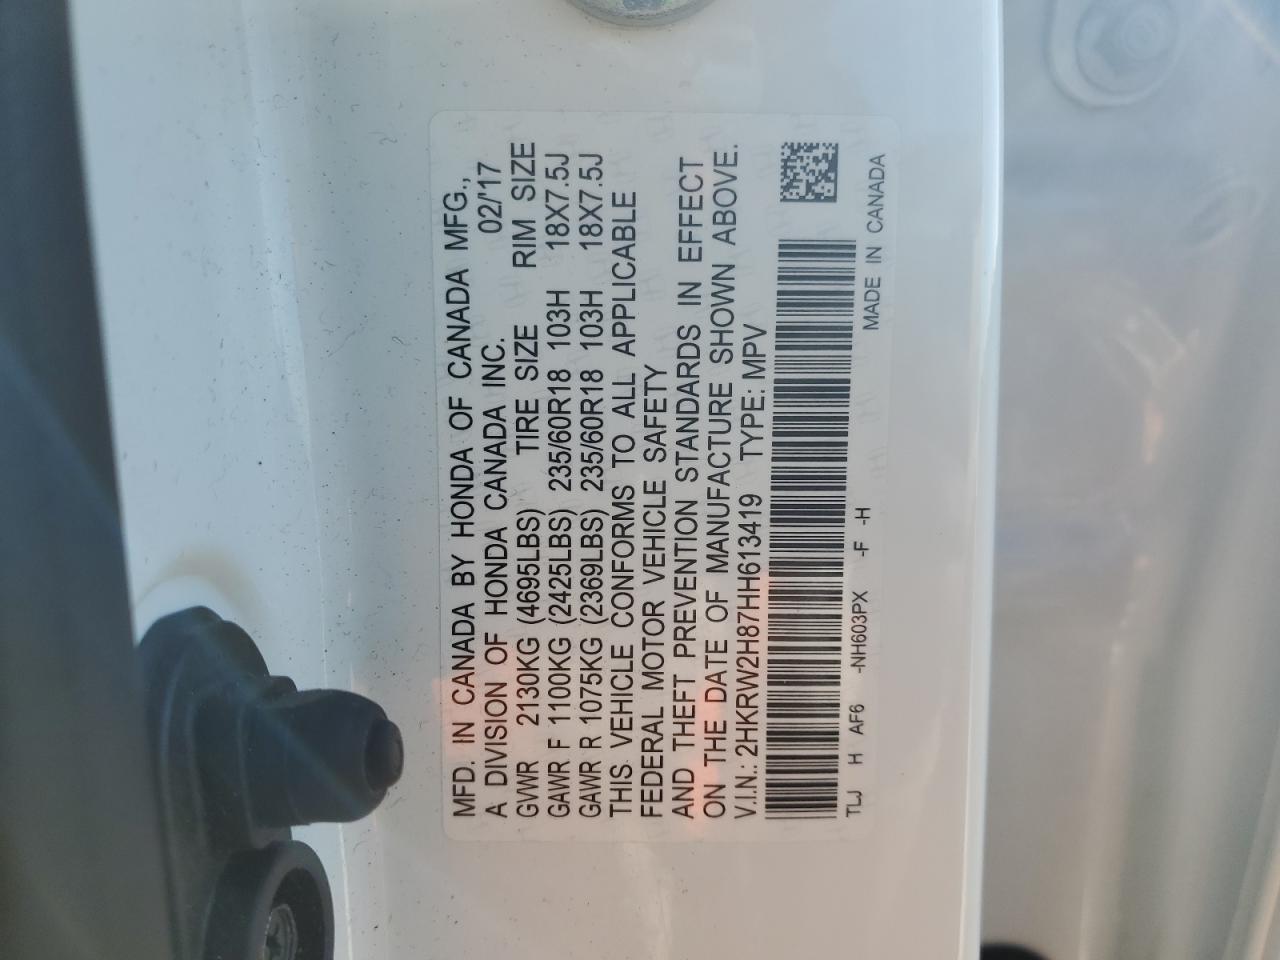 MFD. IN CANADA BY HONDA OF CANADA MFG.,
A DIVISION OF HONDA CANADA INC. 02/'17
GVWR 2130KG (4695LBS) TIRE SIZE RIM SIZE
GAWR F 1100KG (2425LBS) 235/60R18 103H 18X7.5J
GAWR R 1075KG (2369LBS) 235/60R18 103H 18X7.5J
THIS VEHICLE CONFORMS TO ALL APPLICABLE
FEDERAL MOTOR VEHICLE SAFETY
AND THEFT PREVENTION STANDARDS IN EFFECT
ON THE DATE OF MANUFACTURE SHOWN ABOVE.
V.I.N.: 2HKRW2H87HH613419 TYPE: MPV
TLJ H AF6 -NH603PX -F -H MADE IN CANADA